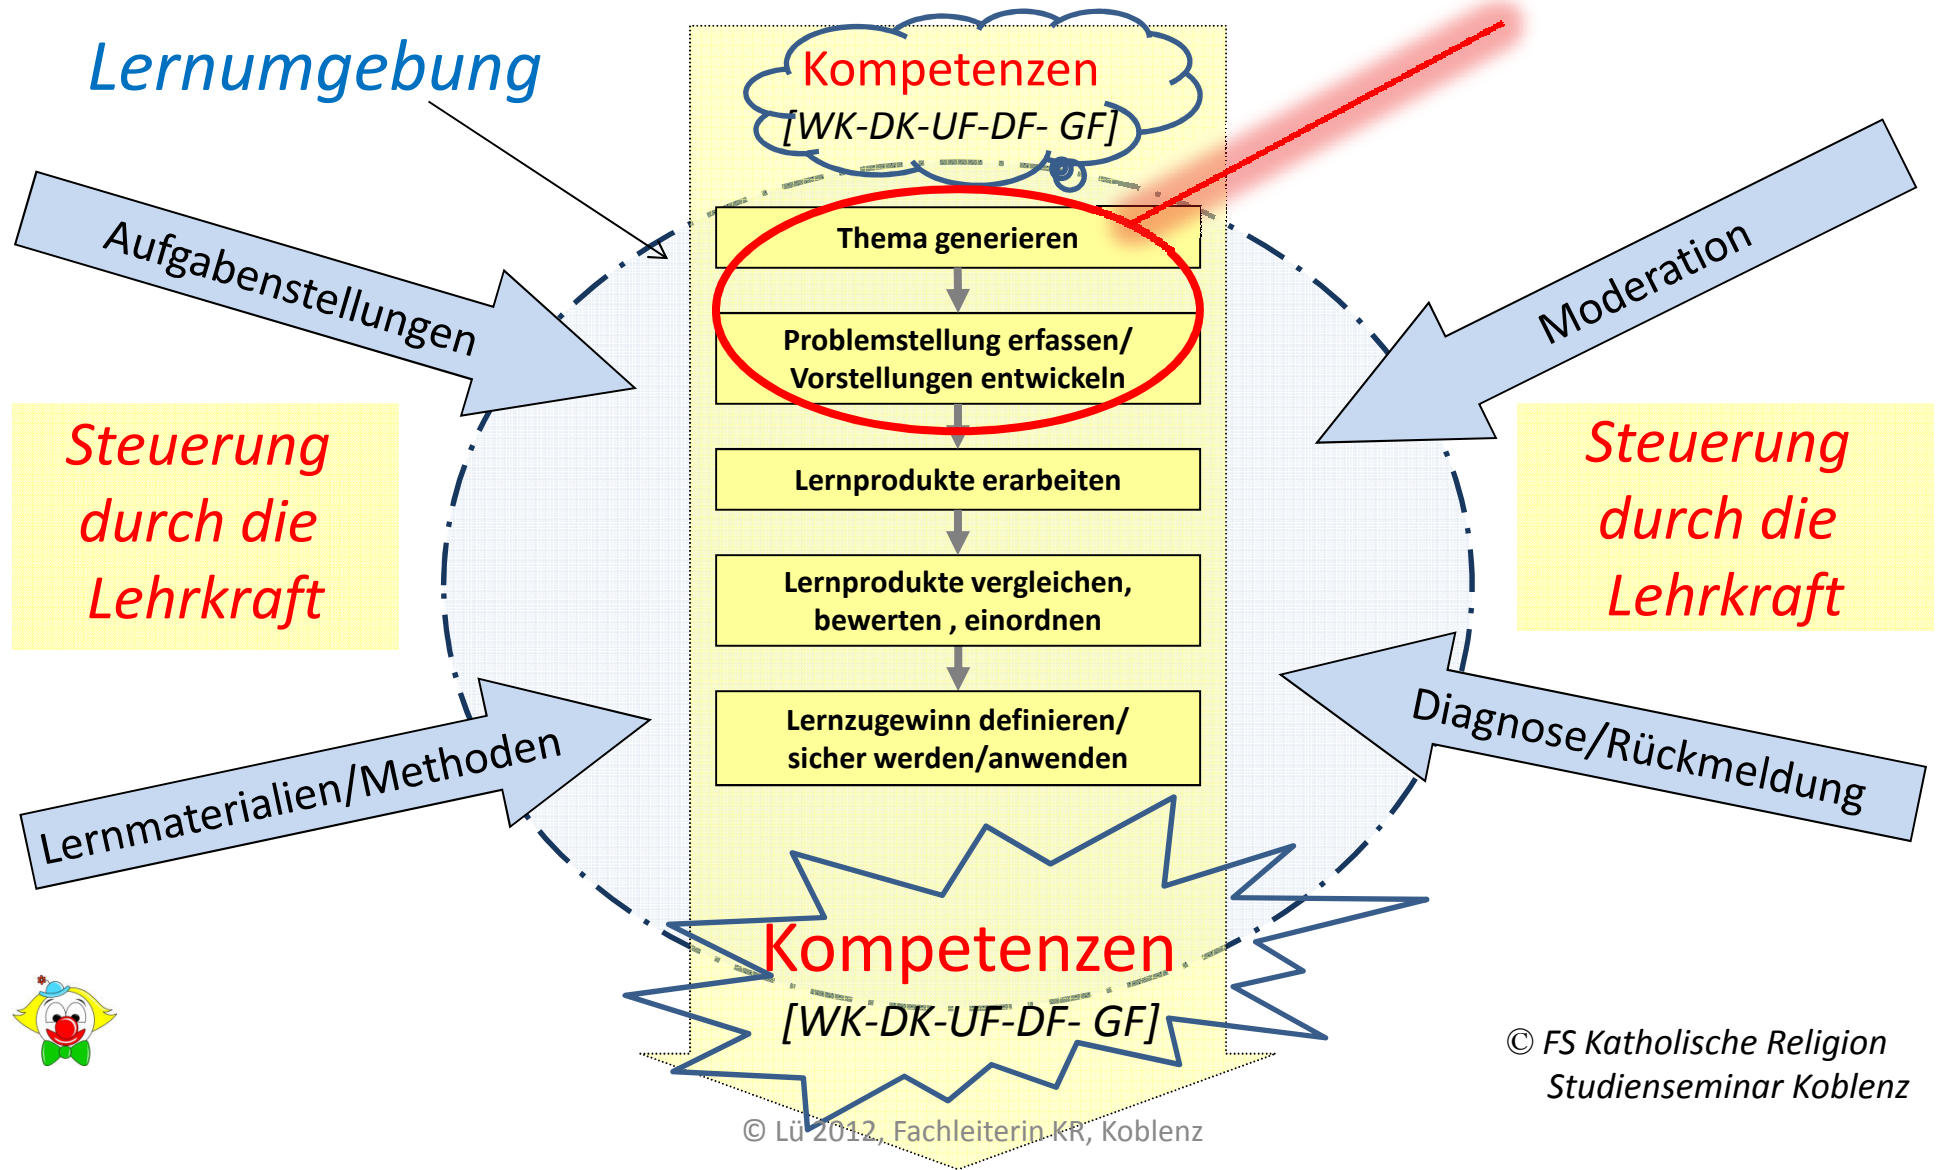 Lernumgebung
Kompetenzen
[WK-DK-UF-DF- GF]
Aufgabenstellungen
Moderation
Thema generieren
Problemstellung erfassen/
Vorstellungen entwickeln
Steuerung
durch die
Lehrkraft
Lernprodukte erarbeiten
Steuerung
durch die
Lehrkraft
Lernprodukte vergleichen,
bewerten , einordnen
Lernzugewinn definieren/
sicher werden/anwenden
Lernmaterialien/Methoden
Diagnose/Rückmeldung
Kompetenzen
[WK-DK-UF-DF- GF]
© FS Katholische Religion
Studienseminar Koblenz
© Lü 2012, Fachleiterin KR, Koblenz